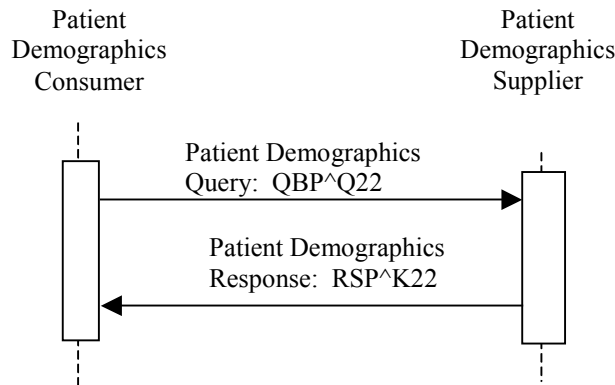 Patient
Demographics
Consumer
Patient
Demographics
Supplier
Patient Demographics
Query:  QBP^Q22
Patient Demographics
Response:  RSP^K22